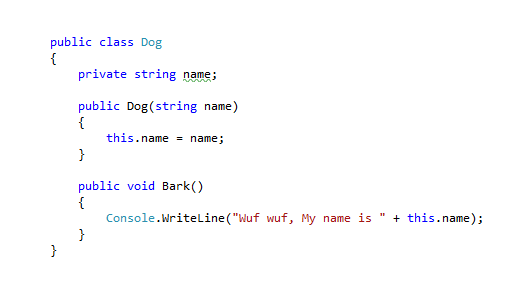 public class Dog
{
    private string name;

    public Dog(string name)
    {
        this.name = name;
    }

    public void Bark()
    {
        Console.WriteLine("Wuf wuf, My name is " + this.name);
    }
}